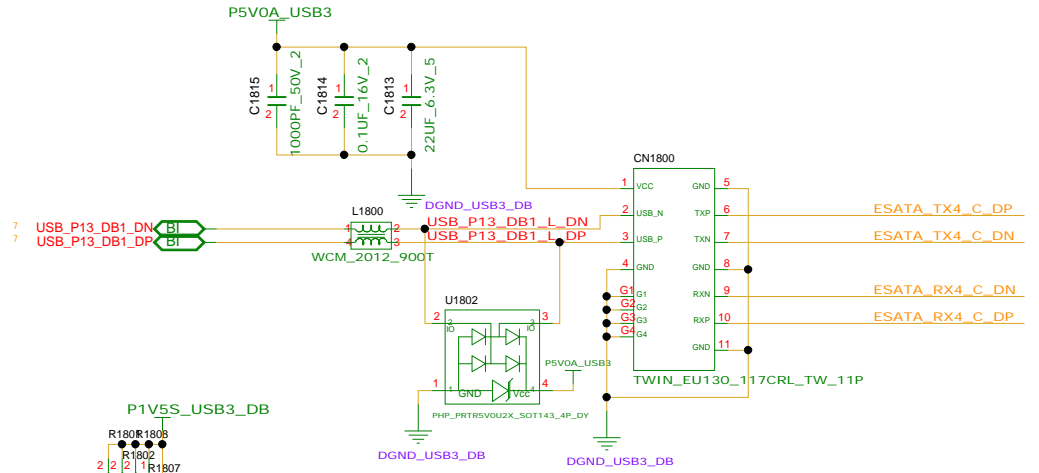 P5V0A_USB3
C1815
1
2
1000PF_50V_2
C1814
1
2
0.1UF_16V_2
C1813
1
2
22UF_6.3V_5
DGND_USB3_DB
CN1800
1 VCC GND 5
2 USB_N TXP 6 ESATA_TX4_C_DP
3 USB_P TXN 7 ESATA_TX4_C_DN
4 GND GND 8
G1 G1 RXN 9 ESATA_RX4_C_DN
G2 G2
G3 G3 RXP 10 ESATA_RX4_C_DP
G4 G4
GND 11
TWIN_EU130_117CRL_TW_11P
DGND_USB3_DB
? USB_P13_DB1_DN BI
? USB_P13_DB1_DP BI
L1800
1 2 USB_P13_DB1_L_DN
4 3 USB_P13_DB1_L_DP
WCM_2012_900T
U1802
2 3
IO IO
1 1 GND Vcc 4
P5V0A_USB3
PHP_PRTR5V0U2X_SOT143_4P_DY
DGND_USB3_DB
P1V5S_USB3_DB
R1808
R1802
R1807
2 2 2 1